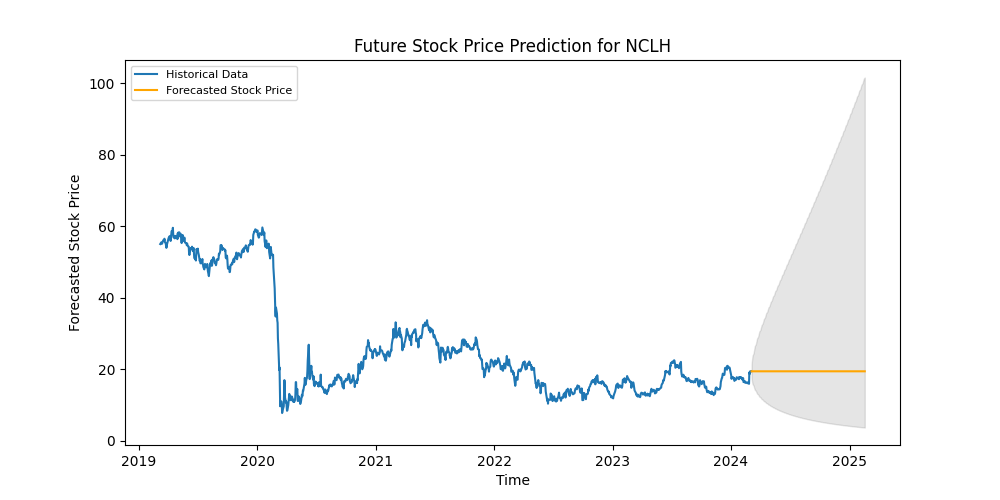 Future Stock Price Prediction for NCLH
Historical Data
Forecasted Stock Price
100
80
60
40
20
0
Forecasted Stock Price
2019 2020 2021 2022 2023 2024 2025
Time